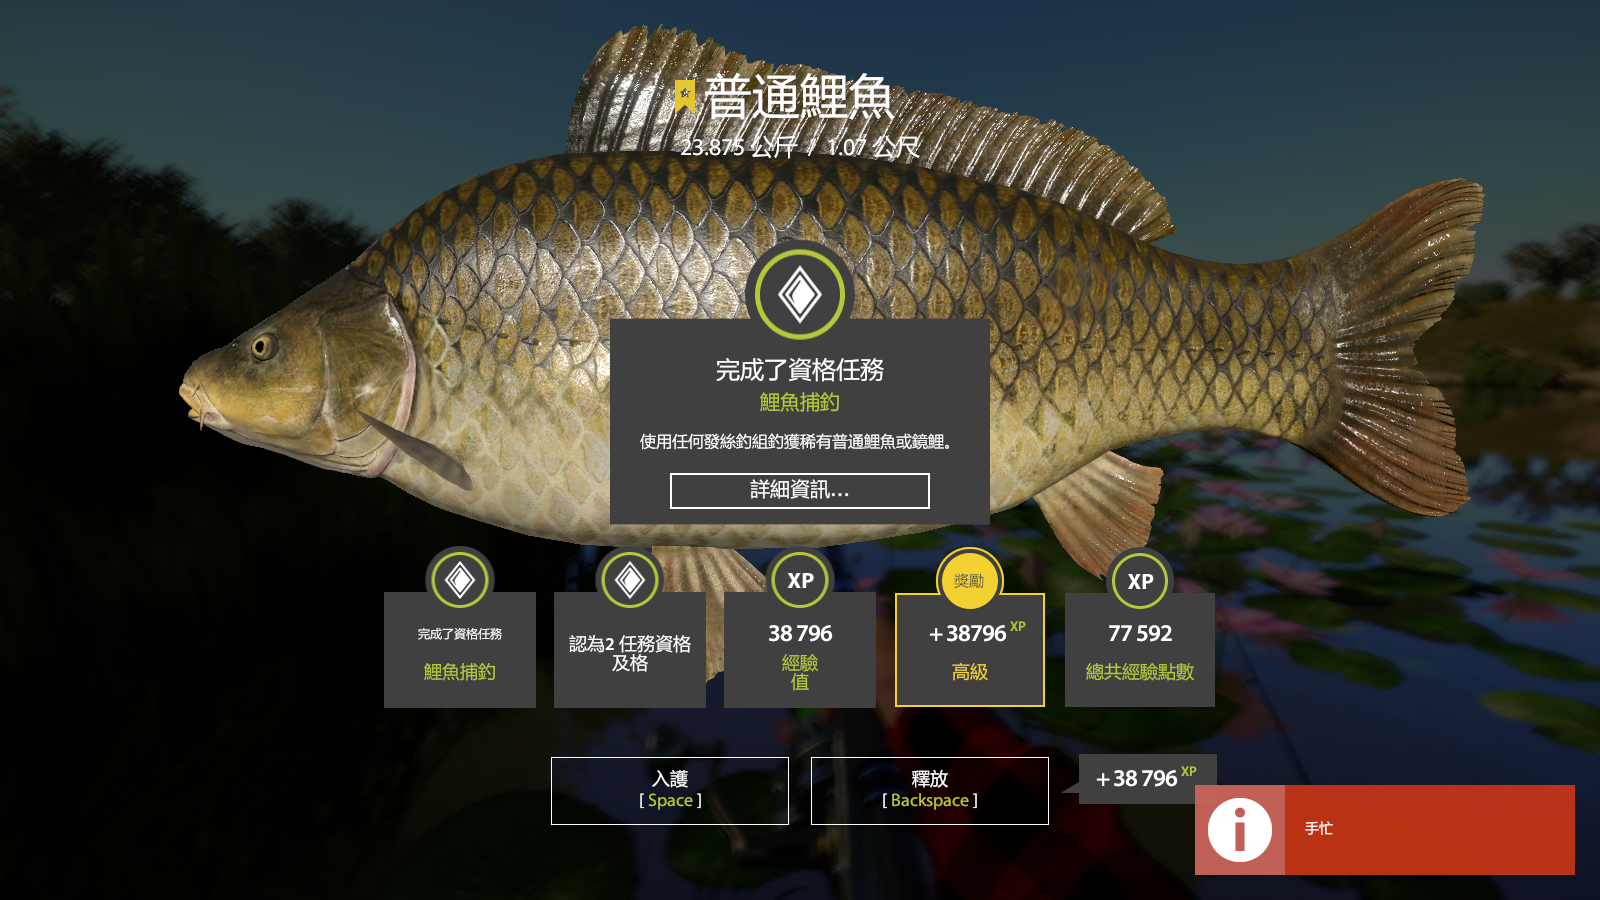 普通鯉魚
23.875 公斤 / 1.07 公尺
完成了資格任務
鯉魚捕釣
使用任何發絲釣組釣獲稀有普通鯉魚或鏡鯉。
詳細資訊...
完成了資格任務
鯉魚捕釣
認為2 任務資格
及格
XP
38 796
經驗
值
獎勵
+38796 XP
高級
XP
77 592
總共經驗點數
入護
[ Space ]
釋放
[ Backspace ]
+38 796 XP
手忙